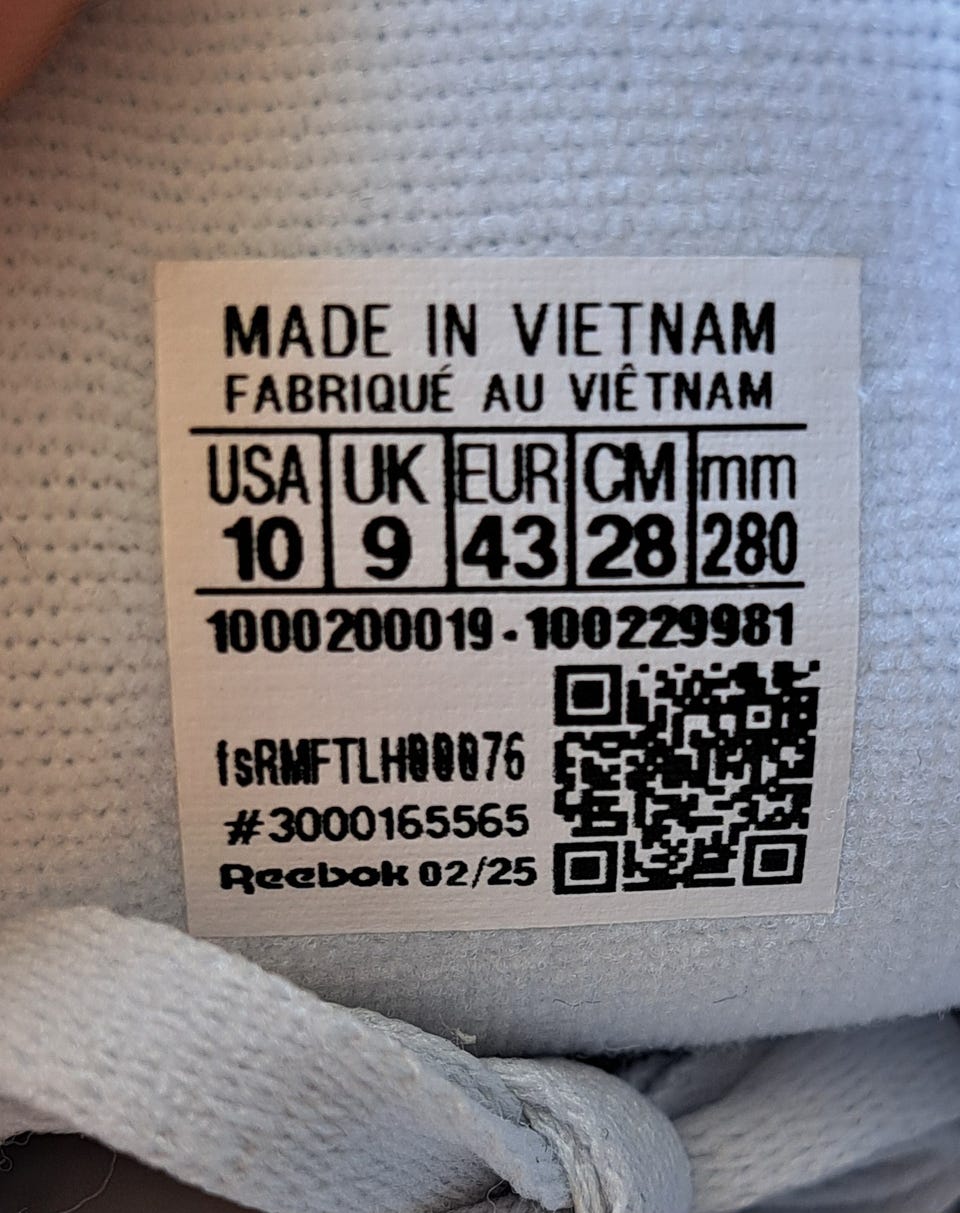 MADE IN VIETNAM
FABRIQUÉ AU VIÊTNAM
USA UK EUR CM mm
10 9 43 28 280
1000200019-100229981
fsRMFTLH00076
#3000165565
Reebok 02/25